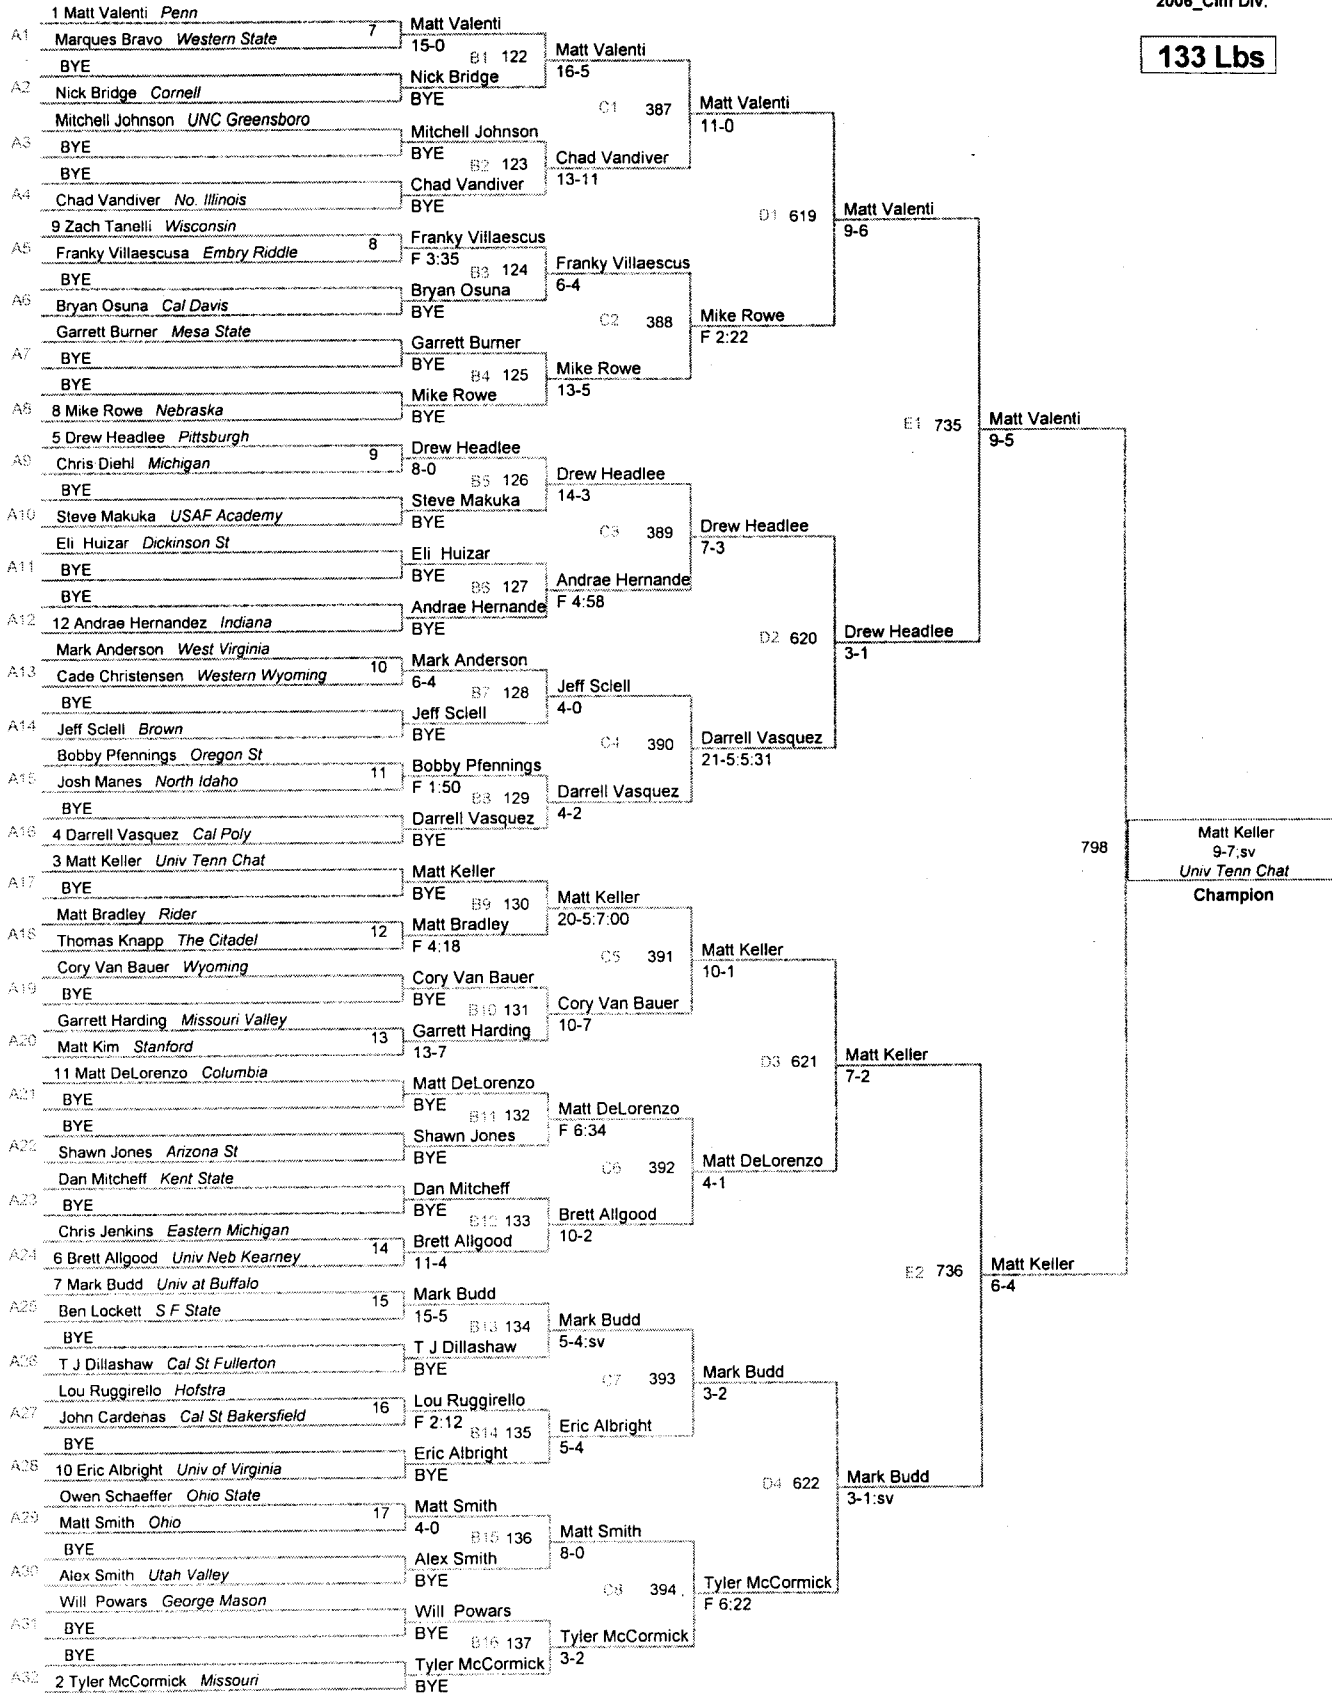 Div.
133 Lbs
A1
1 Matt Valenti Penn
7
Marques Bravo Western State
BYE
A2
Nick Bridge Cornell
Mitchell Johnson UNC Greensboro
A3
BYE
BYE
A4
Chad Vandiver No. Illinois
9 Zach Tanelli Wisconsin
A5
8
Franky Villaescusa Embry Riddle
BYE
A6
Bryan Osuna Cal Davis
Garrett Burner Mesa State
A7
BYE
BYE
A8
8 Mike Rowe Nebraska
5 Drew Headlee Pittsburgh
A9
9
Chris Diehl Michigan
BYE
A10
Steve Makuka USAF Academy
Eli Huizar Dickinson St
A11
BYE
BYE
A12
12 Andrae Hernandez Indiana
Mark Anderson West Virginia
A13
10
Cade Christensen Western Wyoming
BYE
A14
Jeff Sclell Brown
Bobby Pfennings Oregon St
A15
11
Josh Manes North Idaho
BYE
A16
4 Darrell Vasquez Cal Poly
3 Matt Keller Univ Tenn Chat
A17
BYE
Matt Bradley Rider
A18
12
Thomas Knapp The Citadel
Cory Van Bauer Wyoming
A19
BYE
Garrett Harding Missouri Valley
A20
13
Matt Kim Stanford
11 Matt DeLorenzo Columbia
A21
BYE
BYE
A22
Shawn Jones Arizona St
Dan Mitcheff Kent State
A23
BYE
Chris Jenkins Eastern Michigan
A24
14
6 Brett Allgood Univ Neb Kearney
7 Mark Budd Univ at Buffalo
A25
15
Ben Lockett S F State
BYE
A26
T J Dillashaw Cal St Fullerton
Lou Ruggirello Hofstra
A27
16
John Cardenas Cal St Bakersfield
BYE
A28
10 Eric Albright Univ of Virginia
Owen Schaeffer Ohio State
A29
17
Matt Smith Ohio
BYE
A30
Alex Smith Utah Valley
Will Powars George Mason
A31
BYE
BYE
A32
2 Tyler McCormick Missouri
Matt Valenti
15-0
B1 122
Nick Bridge
BYE
Mitchell Johnson
BYE
B2 123
Chad Vandiver
BYE
Franky Villaescus
F 3:35
B3 124
Bryan Osuna
BYE
Garrett Burner
BYE
B4 125
Mike Rowe
BYE
Drew Headlee
8-0
B5 126
Steve Makuka
BYE
Eli Huizar
BYE
B6 127
Andrae Hernande
BYE
Mark Anderson
6-4
B7 128
Jeff Sclell
BYE
Bobby Pfennings
F 1:50
B8 129
Darrell Vasquez
BYE
Matt Keller
BYE
B9 130
Matt Bradley
F 4:18
Cory Van Bauer
BYE
B10 131
Garrett Harding
13-7
Matt DeLorenzo
BYE
B11 132
Shawn Jones
BYE
Dan Mitcheff
BYE
B12 133
Brett Allgood
11-4
Mark Budd
15-5
B13 134
T J Dillashaw
BYE
Lou Ruggirello
F 2:12
B14 135
Eric Albright
BYE
Matt Smith
4-0
B15 136
Alex Smith
BYE
Will Powars
BYE
B16 137
Tyler McCormick
BYE
Matt Valenti
16-5
C1 387
Chad Vandiver
13-11
Franky Villaescus
6-4
C2 388
Mike Rowe
13-5
Drew Headlee
14-3
C3 389
Andrae Hernande
F 4:58
Jeff Sclell
4-0
C4 390
Darrell Vasquez
4-2
Matt Keller
20-5:7:00
C5 391
Cory Van Bauer
10-7
Matt DeLorenzo
F 6:34
C6 392
Brett Allgood
10-2
Mark Budd
5-4:sv
C7 393
Eric Albright
5-4
Matt Smith
8-0
C8 394
Tyler McCormick
3-2
Matt Valenti
11-0
D1 619
Mike Rowe
F 2:22
Drew Headlee
7-3
D2 620
Darrell Vasquez
21-5:5:31
Matt Keller
10-1
D3 621
Matt DeLorenzo
4-1
Mark Budd
3-2
D4 622
Tyler McCormick
F 6:22
Matt Valenti
9-6
E1 735
Drew Headlee
3-1
Matt Keller
7-2
E2 736
Mark Budd
3-1:sv
Matt Valenti
9-5
798
Matt Keller
6-4
Matt Keller
9-7;sv
Univ Tenn Chat
Champion